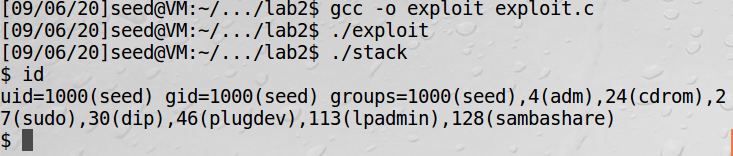 [09/06/20]seed@VM:~/.../lab2$ gcc -o exploit exploit.c
[09/06/20]seed@VM:~/.../lab2$ ./exploit
[09/06/20]seed@VM:~/.../lab2$ ./stack
$ id
uid=1000(seed) gid=1000(seed) groups=1000(seed),4(adm),24(cdrom),2
7(sudo),30(dip),46(plugdev),113(lpadmin),128(sambashare)
$